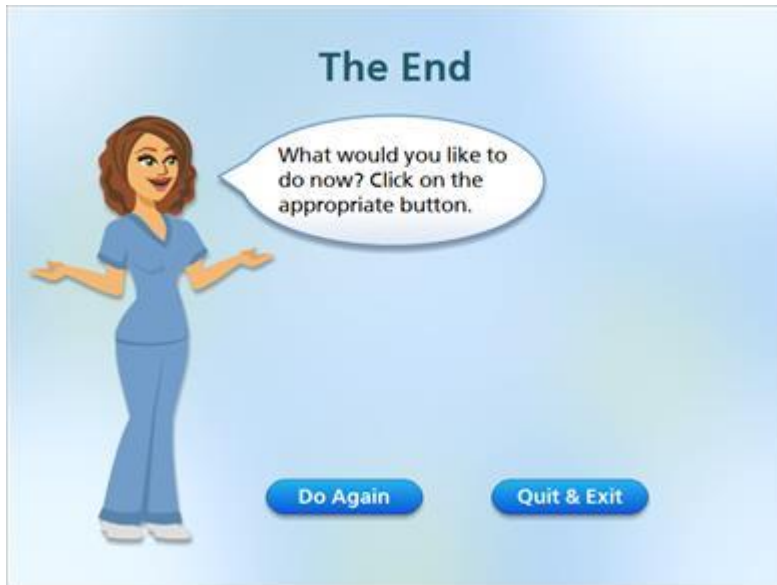 The End
What would you like to
do now? Click on the
appropriate button.
Do Again
Quit & Exit